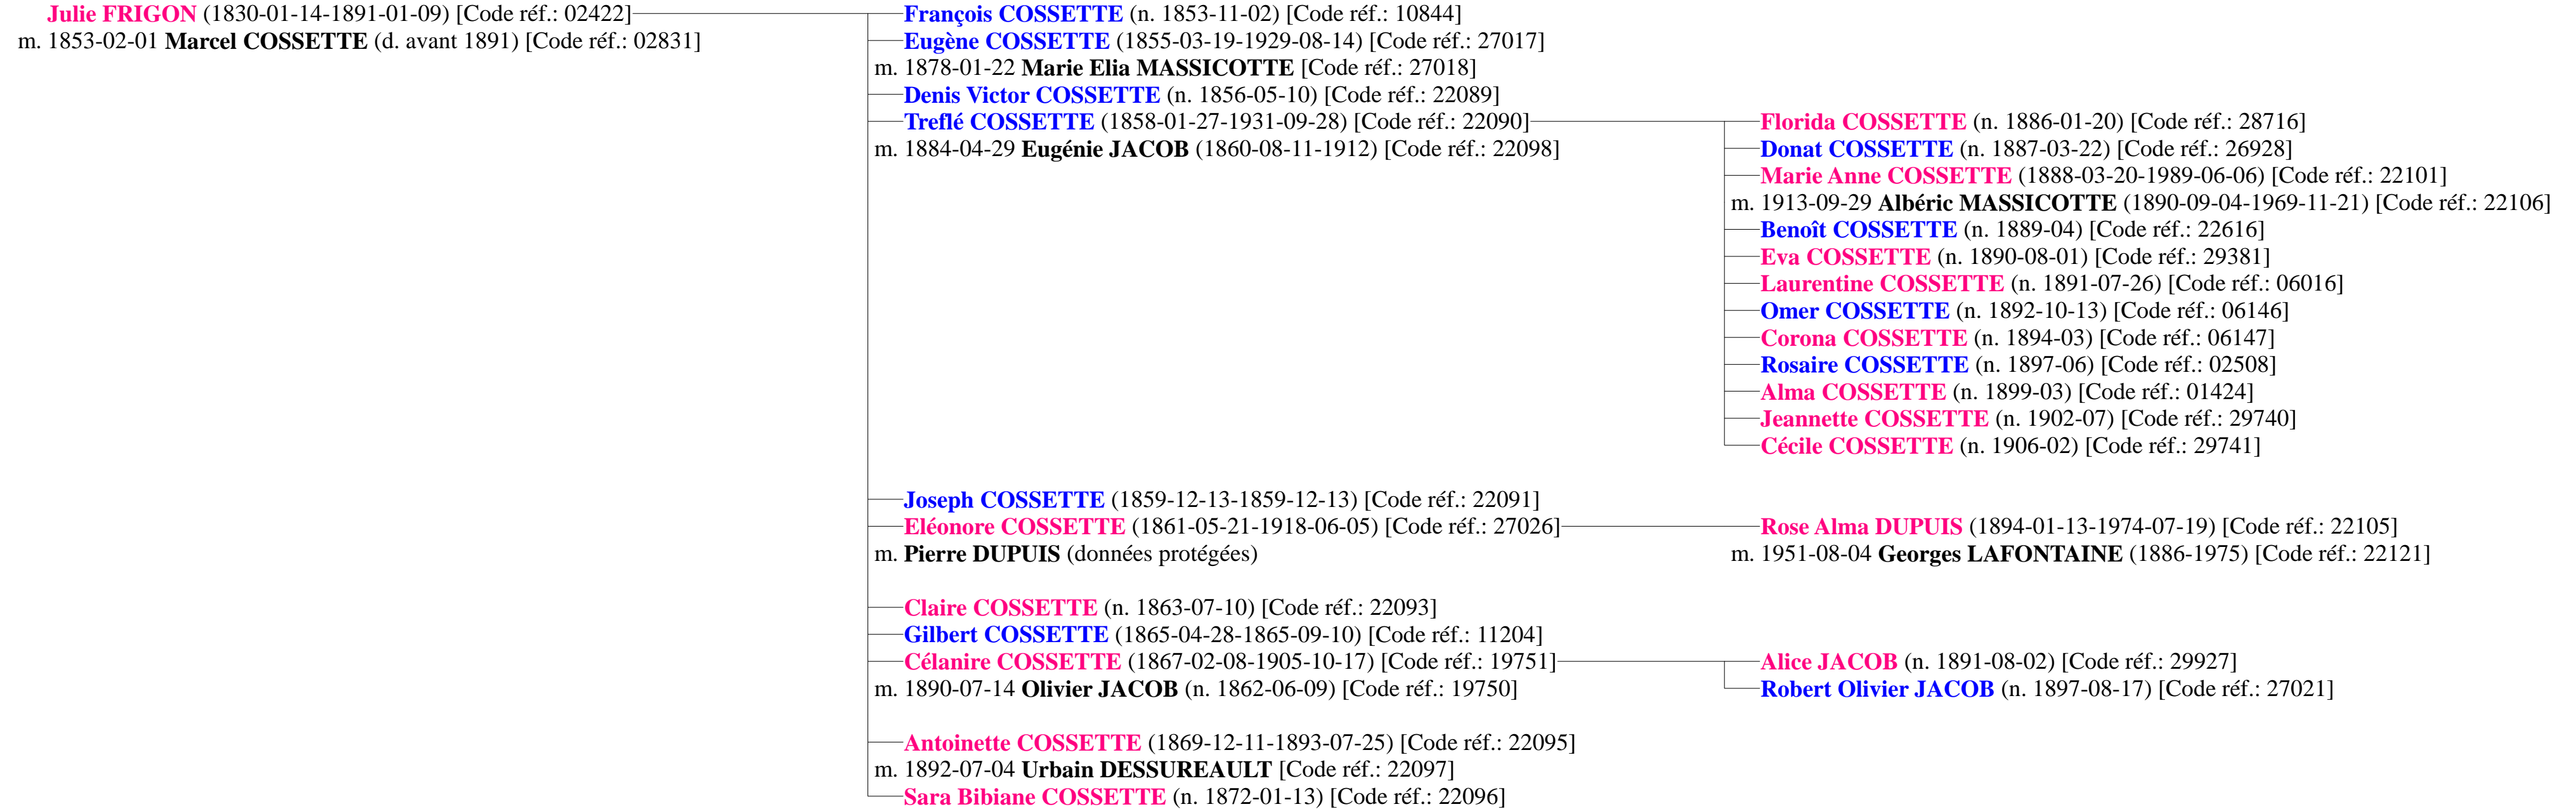 Julie FRIGON (1830-01-14-1891-01-09) [Code réf.: 02422]
m. 1853-02-01 Marcel COSSETTE (d. avant 1891) [Code réf.: 02831]
François COSSETTE (n. 1853-11-02) [Code réf.: 10844]
Eugène COSSETTE (1855-03-19-1929-08-14) [Code réf.: 27017]
m. 1878-01-22 Marie Elia MASSICOTTE [Code réf.: 27018]
Denis Victor COSSETTE (n. 1856-05-10) [Code réf.: 22089]
Treflé COSSETTE (1858-01-27-1931-09-28) [Code réf.: 22090]
m. 1884-04-29 Eugénie JACOB (1860-08-11-1912) [Code réf.: 22098]
Florida COSSETTE (n. 1886-01-20) [Code réf.: 28716]
Donat COSSETTE (n. 1887-03-22) [Code réf.: 26928]
Marie Anne COSSETTE (1888-03-20-1989-06-06) [Code réf.: 22101]
m. 1913-09-29 Albéric MASSICOTTE (1890-09-04-1969-11-21) [Code réf.: 22106]
Benoît COSSETTE (n. 1889-04) [Code réf.: 22616]
Eva COSSETTE (n. 1890-08-01) [Code réf.: 29381]
Laurentine COSSETTE (n. 1891-07-26) [Code réf.: 06016]
Omer COSSETTE (n. 1892-10-13) [Code réf.: 06146]
Corona COSSETTE (n. 1894-03) [Code réf.: 06147]
Rosaire COSSETTE (n. 1897-06) [Code réf.: 02508]
Alma COSSETTE (n. 1899-03) [Code réf.: 01424]
Jeannette COSSETTE (n. 1902-07) [Code réf.: 29740]
Cécile COSSETTE (n. 1906-02) [Code réf.: 29741]
Joseph COSSETTE (1859-12-13-1859-12-13) [Code réf.: 22091]
Eléonore COSSETTE (1861-05-21-1918-06-05) [Code réf.: 27026]
m. Pierre DUPUIS (données protégées)
Rose Alma DUPUIS (1894-01-13-1974-07-19) [Code réf.: 22105]
m. 1951-08-04 Georges LAFONTAINE (1886-1975) [Code réf.: 22121]
Claire COSSETTE (n. 1863-07-10) [Code réf.: 22093]
Gilbert COSSETTE (1865-04-28-1865-09-10) [Code réf.: 11204]
Célanire COSSETTE (1867-02-08-1905-10-17) [Code réf.: 19751]
m. 1890-07-14 Olivier JACOB (n. 1862-06-09) [Code réf.: 19750]
Alice JACOB (n. 1891-08-02) [Code réf.: 29927]
Robert Olivier JACOB (n. 1897-08-17) [Code réf.: 27021]
Antoinette COSSETTE (1869-12-11-1893-07-25) [Code réf.: 22095]
m. 1892-07-04 Urbain DESSUREAULT [Code réf.: 22097]
Sara Bibiane COSSETTE (n. 1872-01-13) [Code réf.: 22096]